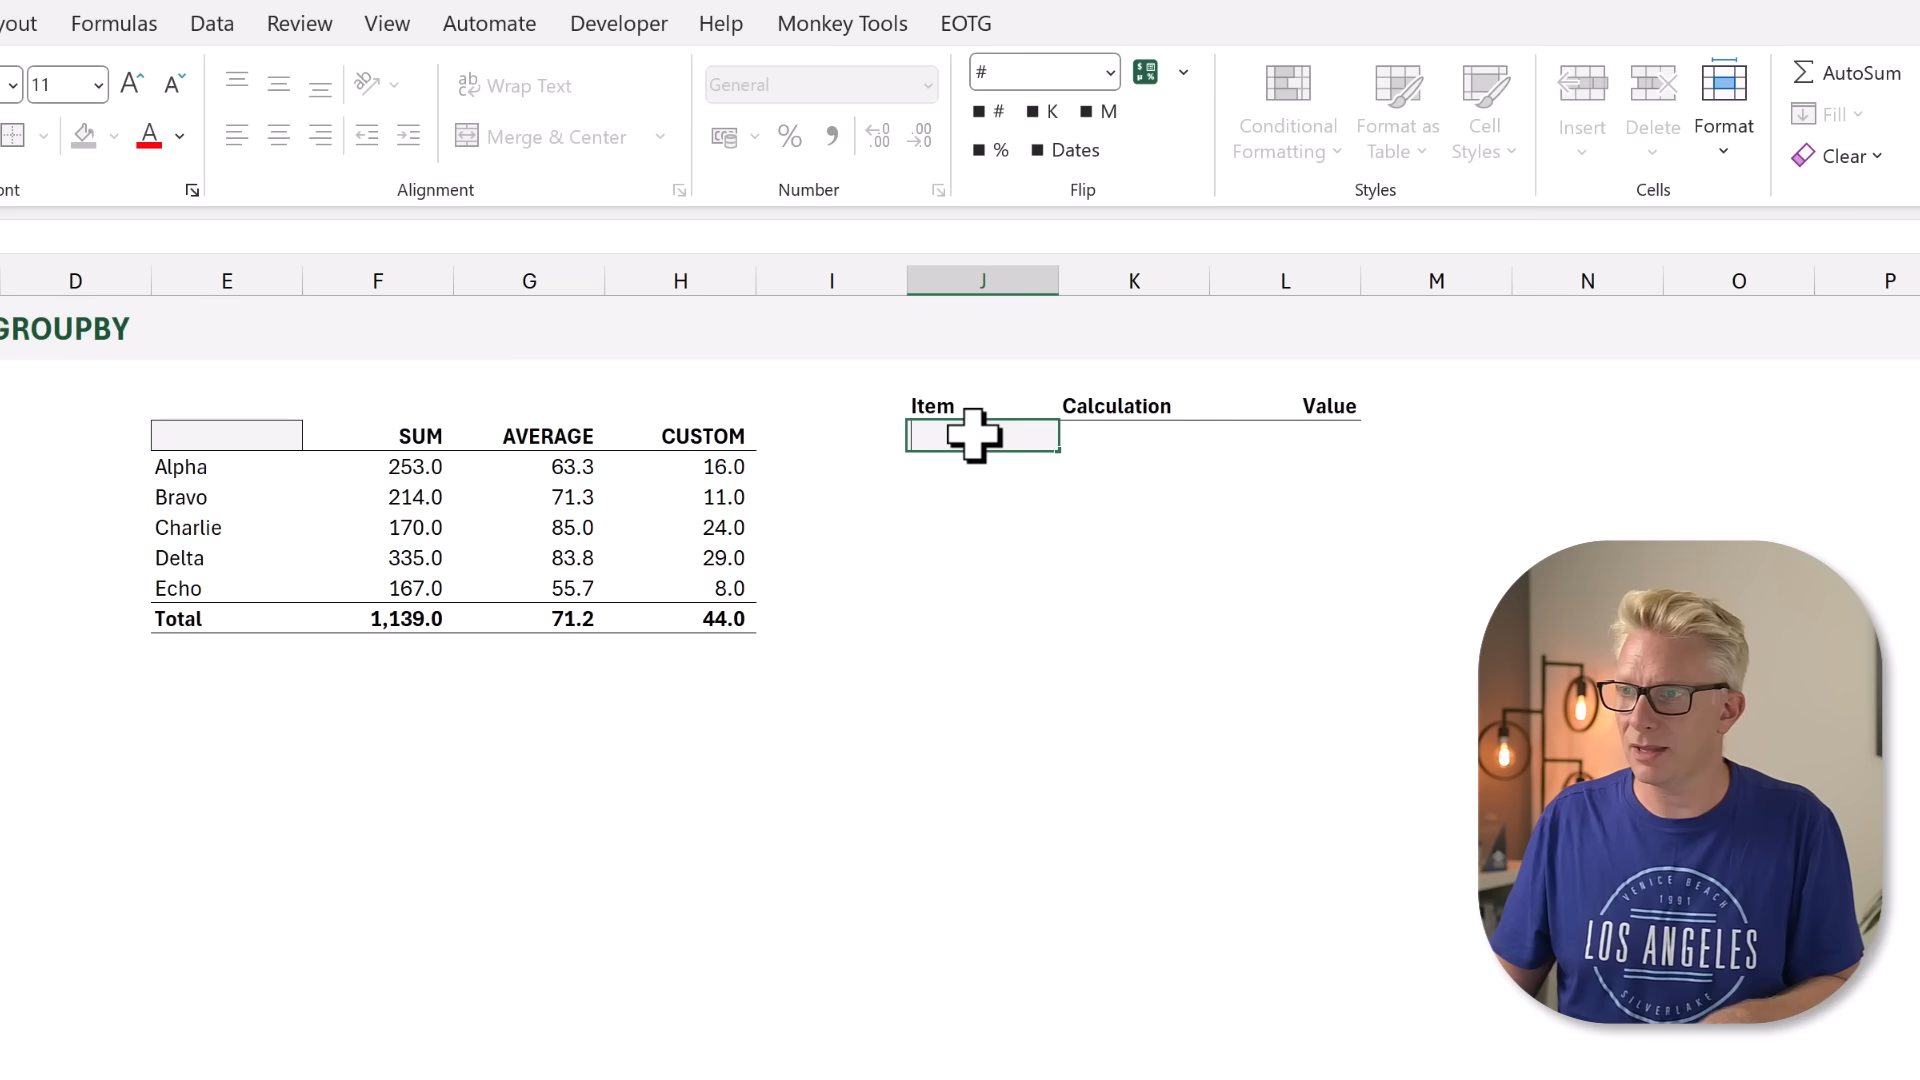 yout Formulas Data Review View Automate Developer Help Monkey Tools EOTG
11 A A ab Wrap Text General # AutoSum
# K M Fill
A Merge & Center % , .00 .00 % Dates Conditional Formatting Format as Table Cell Styles Insert Delete Format Clear
ont Alignment Number Flip Styles Cells
D E F G H I J K L M N O P
GROUPBY
Item Calculation Value
SUM AVERAGE CUSTOM
Alpha 253.0 63.3 16.0
Bravo 214.0 71.3 11.0
Charlie 170.0 85.0 24.0
Delta 335.0 83.8 29.0
Echo 167.0 55.7 8.0
Total 1,139.0 71.2 44.0
VENICE BEACH
1991
LOS ANGELES
SILVERLAKE